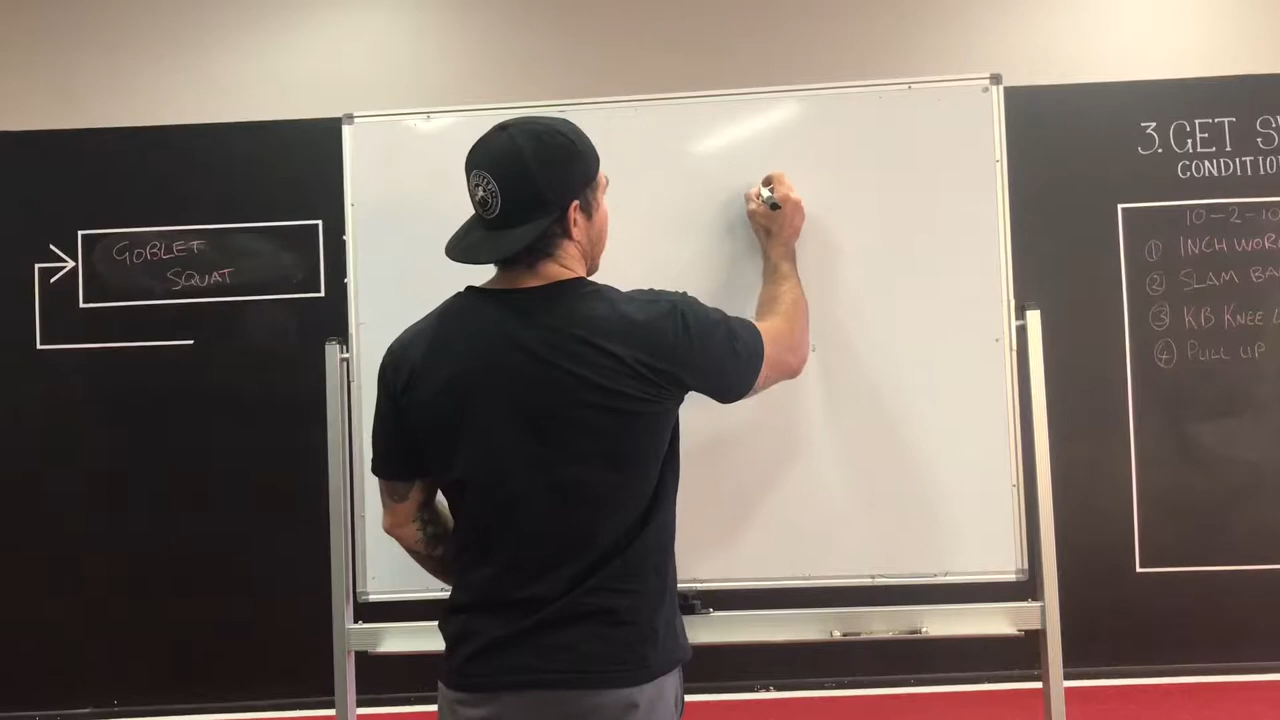 GOBLET
SQUAT
3. GET S
CONDITIO
10-2-10
① INCH WOR
② SLAM BA
③ KB KNEE
④ PULL UP